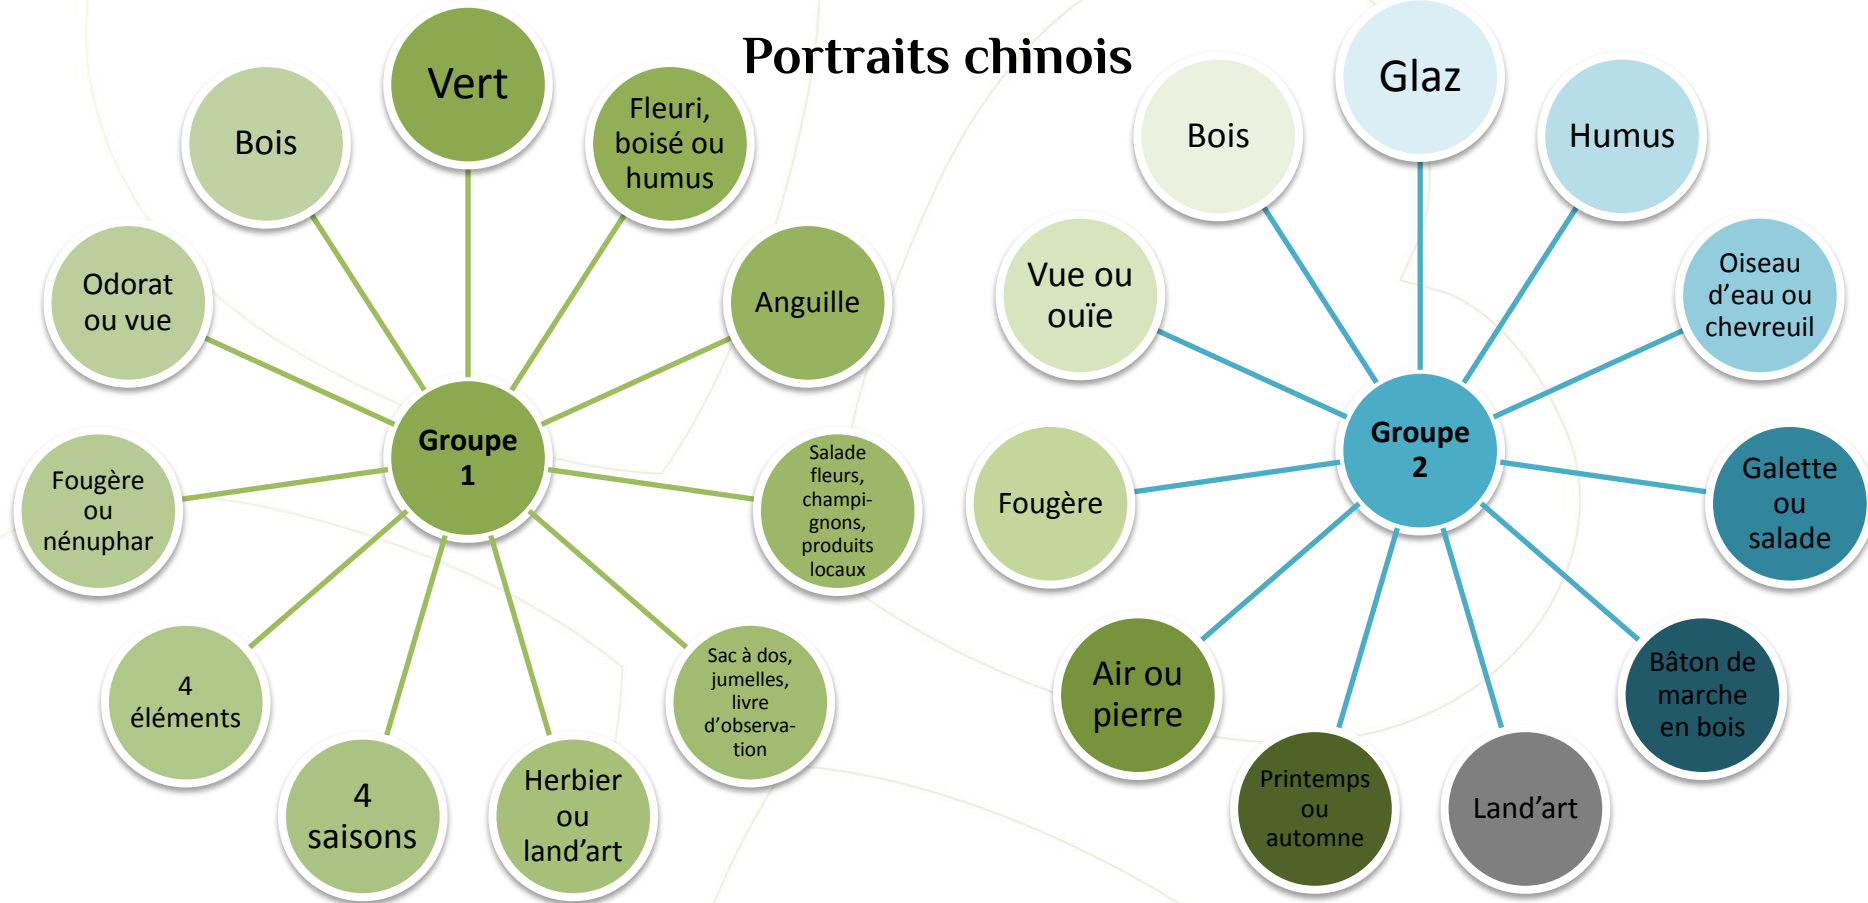 Portraits chinois
Vert
Fleuri,
boisé ou
humus
Anguille
Salade
fleurs,
champi-
gnons,
produits
locaux
Sac à dos,
jumelles,
livre
d’observa-
tion
Herbier
ou
land’art
4
saisons
4
éléments
Fougère
ou
nénuphar
Odorat
ou vue
Bois
Groupe
1
Glaz
Humus
Oiseau
d’eau ou
chevreuil
Galette
ou
salade
Bâton de
marche
en bois
Land’art
Printemps
ou
automne
Air ou
pierre
Fougère
Vue ou
ouïe
Bois
Groupe
2